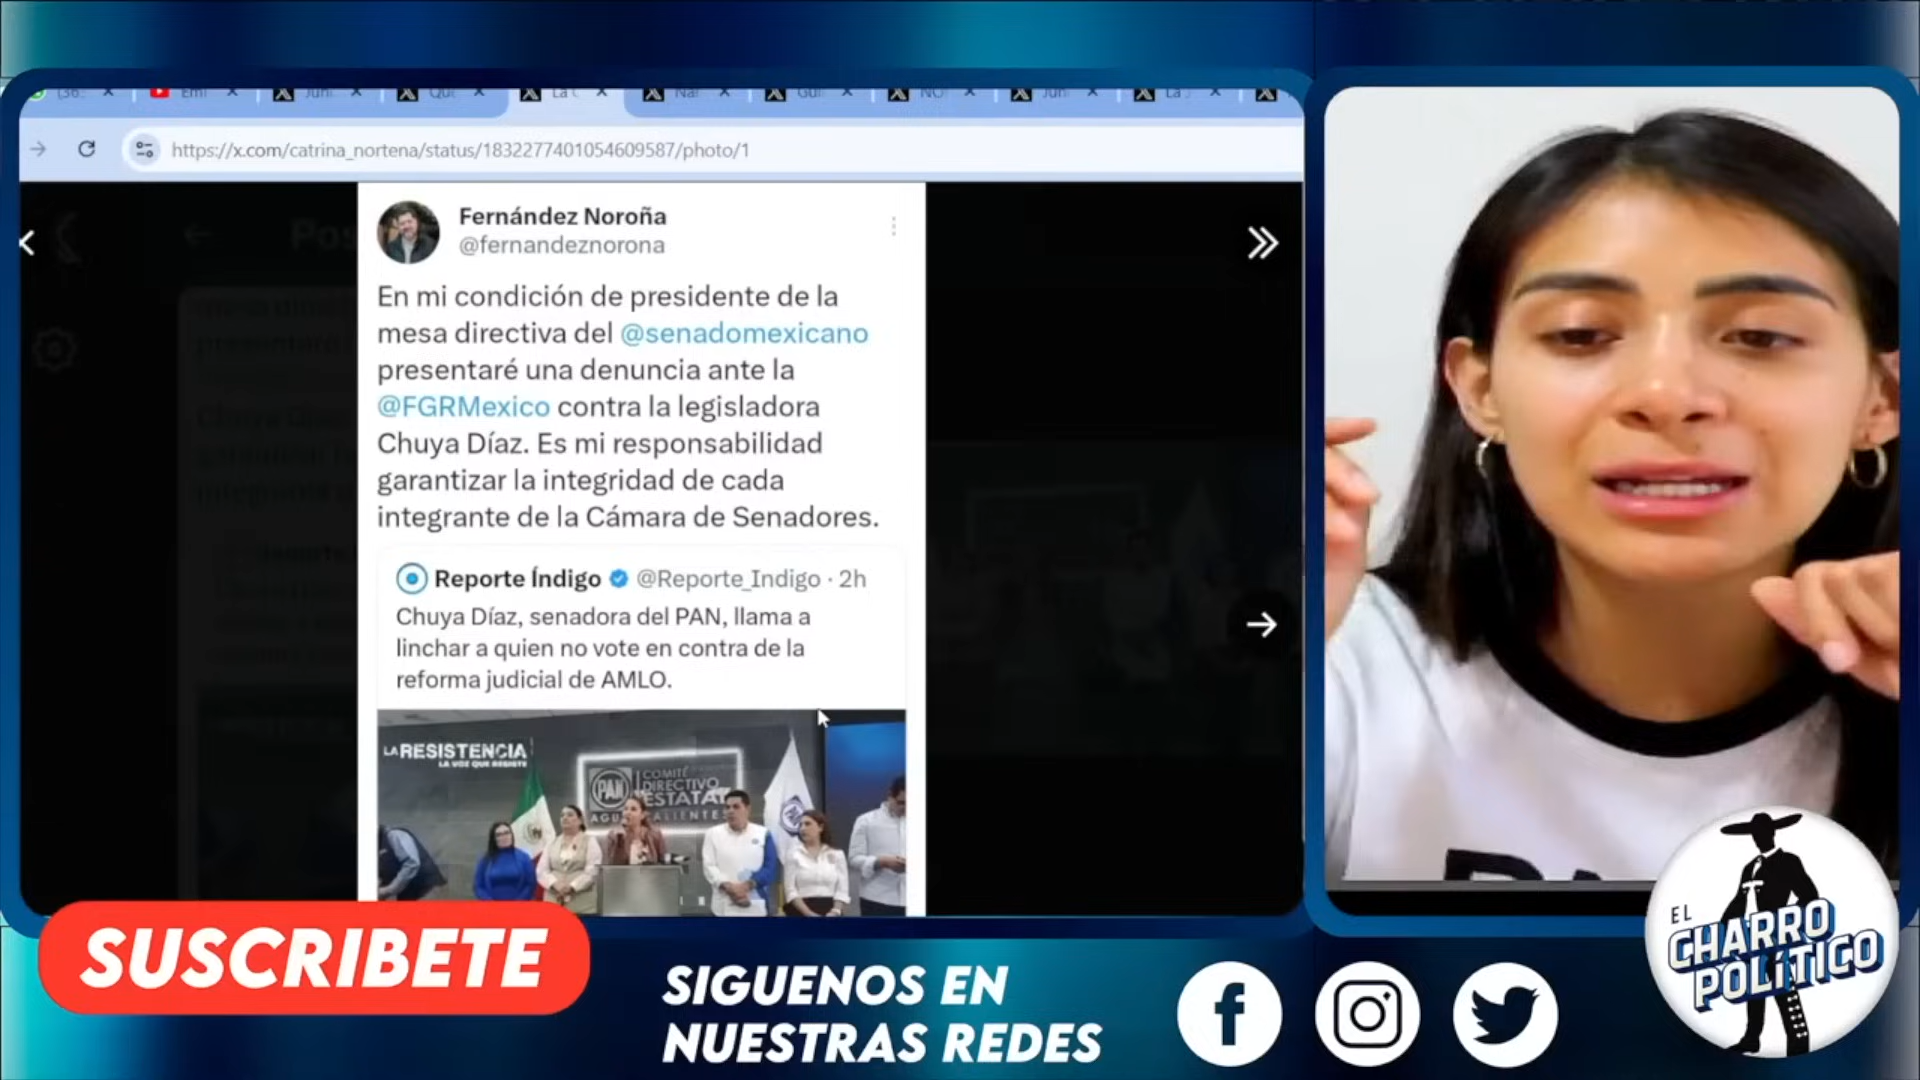 https://x.com/catrina_nortena/status/1832277401054609587/photo/1
Fernández Noroña
@fernandeznorona
En mi condición de presidente de la
mesa directiva del @senadomexicano
presentaré una denuncia ante la
@FGRMexico contra la legisladora
Chuya Díaz. Es mi responsabilidad
garantizar la integridad de cada
integrante de la Cámara de Senadores.
Reporte Índigo @Reporte_Indigo · 2h
Chuya Díaz, senadora del PAN, llama a
linchar a quien no vote en contra de la
reforma judicial de AMLO.
LA RESISTENCIA
LA VOZ QUE RESISTE
PAN
COMITÉ
DIRECTIVO
ESTATAL
SUSCRIBETE
SIGUENOS EN
NUESTRAS REDES
EL
CHARRO
POLÍTICO